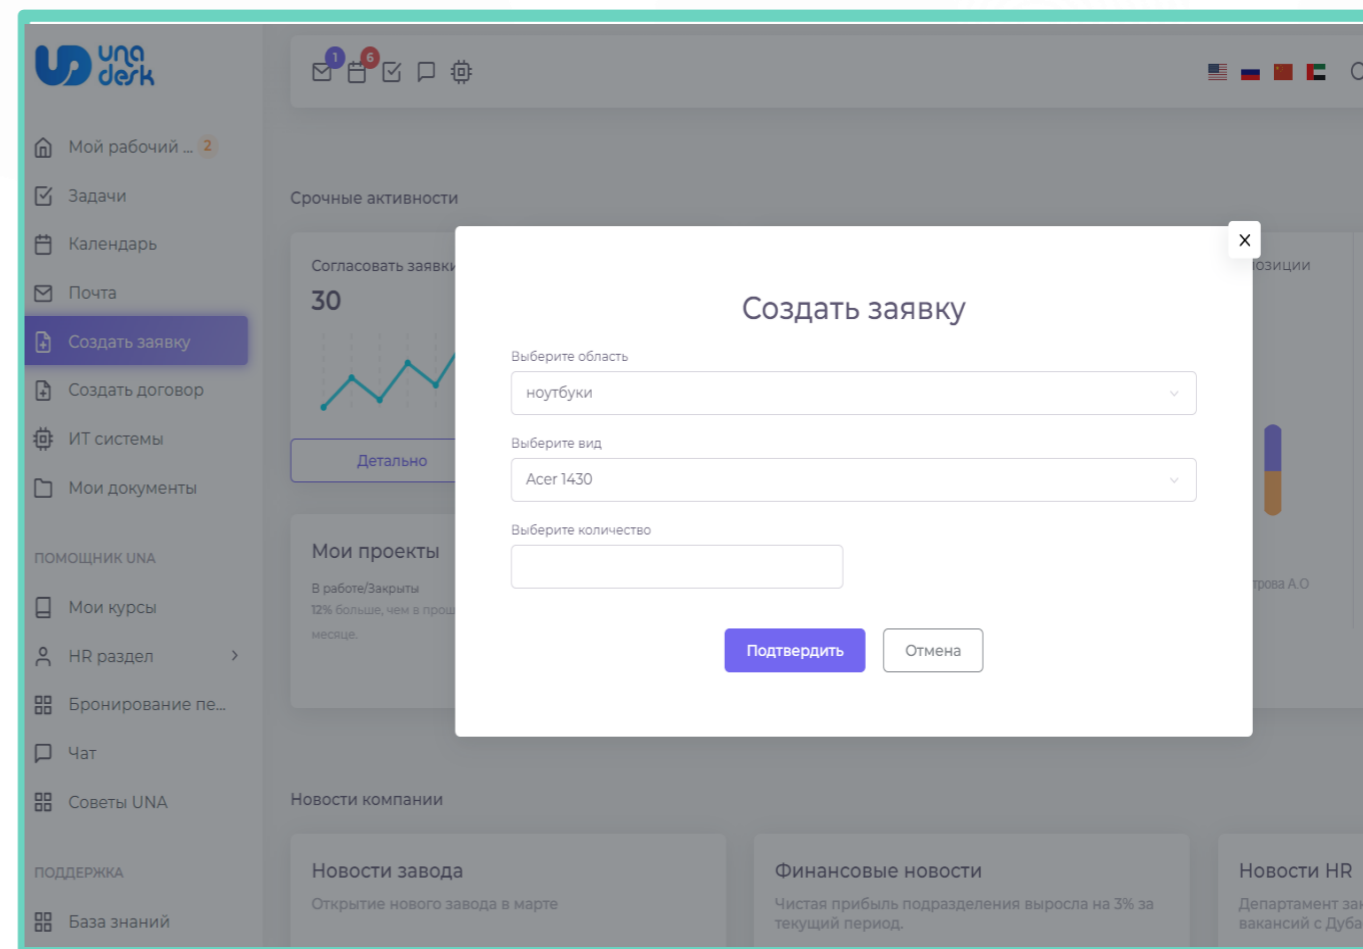 una
desk
1
6
Мой рабочий ... 2
Задачи
Календарь
Почта
Создать заявку
Создать договор
ИТ системы
Мои документы
ПОМОЩНИК UNA
Мои курсы
HR раздел
Бронирование пе...
Чат
Советы UNA
ПОДДЕРЖКА
База знаний
Срочные активности
Согласовать заявки
30
Детально
Мои проекты
В работе/Закрыты
12% больше, чем в прош
месяце.
X
Создать заявку
Выберите область
ноутбуки
Выберите вид
Acer 1430
Выберите количество
Подтвердить
Отмена
озиции
трова А.О
Новости компании
Новости завода
Открытие нового завода в марте
Финансовые новости
Чистая прибыль подразделения выросла на 3% за
текущий период.
Новости HR
Департамент зак
вакансий с Дуба